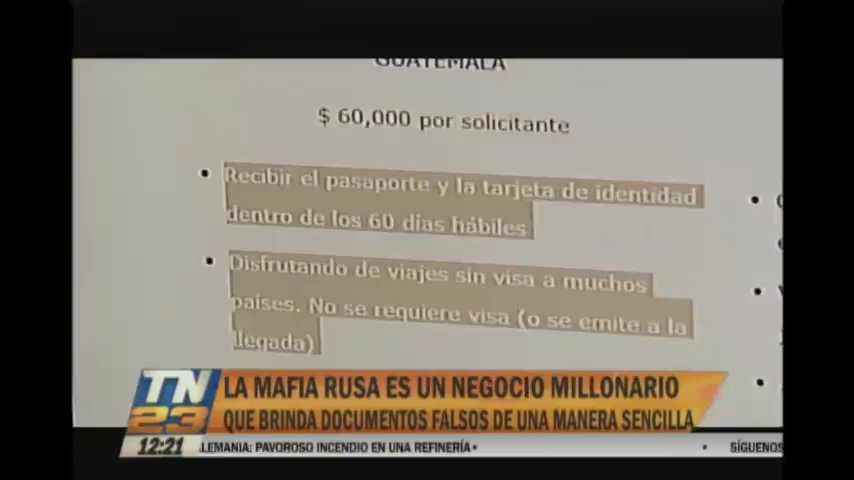 GUATEMALA
$ 60,000 por solicitante
• Recibir el pasaporte y la tarjeta de identidad
dentro de los 60 días hábiles
• Disfrutando de viajes sin visa a muchos
países. No se requiere visa (o se emite a la
llegada)
TN
23
LA MAFIA RUSA ES UN NEGOCIO MILLONARIO
QUE BRINDA DOCUMENTOS FALSOS DE UNA MANERA SENCILLA
12:21
LEMANIA: PAVOROSO INCENDIO EN UNA REFINERÍA•
• SÍGUENOS